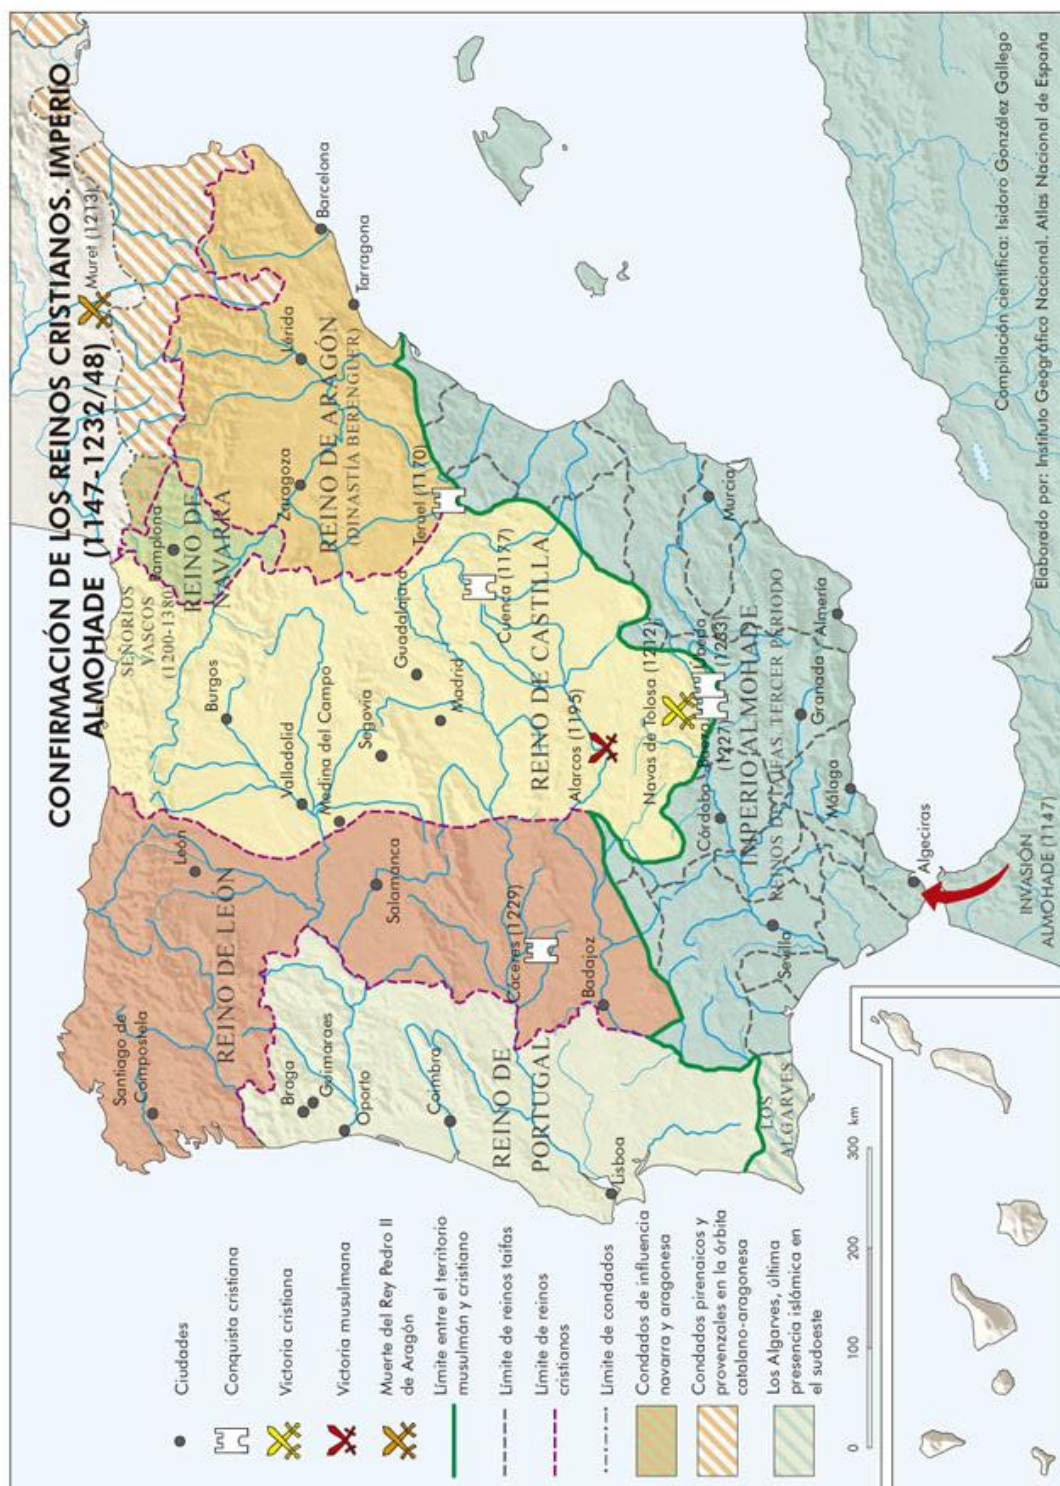 CONFIRMACIÓN DE LOS REINOS CRISTIANOS. IMPERIO
ALMOHADE (1147-1232/48)
Muret (1213)
SEÑORIOS
VASCOS
(1200-1380)
Pamplona
REINO DE
NAVARRA
Santiago de
Compostela
León
REINO DE LEÓN
Burgos
Valladolid
Medina del Campo
Segovia
Salamanca
Braga
Guimaraes
Oporto
Coimbra
REINO DE
PORTUGAL
Lisboa
Zaragoza
Lérida
Barcelona
Tarragona
REINO DE ARAGÓN
(DINASTÍA BERENGUER)
Teruel (1170)
Guadalajara
Madrid
Cuenca (1177)
REINO DE CASTILLA
Cáceres (1229)
Badajoz
Alarcos (1195)
Navas de Tolosa (1212)
Baeza
(1227)
Úbeda
(1233)
Córdoba
IMPERIO ALMOHADE
REINOS DE TAIFAS TERCER PERIODO
Murcia
Sevilla
Granada
Almería
Málaga
Algeciras
LOS
ALGARVES
INVASIÓN
ALMOHADE (1147)
Ciudades
Conquista cristiana
Victoria cristiana
Victoria musulmana
Muerte del Rey Pedro II
de Aragón
Límite entre el territorio
musulmán y cristiano
Límite de reinos taifas
Límite de reinos
cristianos
Límite de condados
Condados de influencia
navarra y aragonesa
Condados pirenaicos y
provenzales en la órbita
catalano-aragonesa
Los Algarves, última
presencia islámica en
el sudoeste
0 100 200 300 km
Compilación científica: Isidoro González Gallego
Elaborado por: Instituto Geográfico Nacional. Atlas Nacional de España